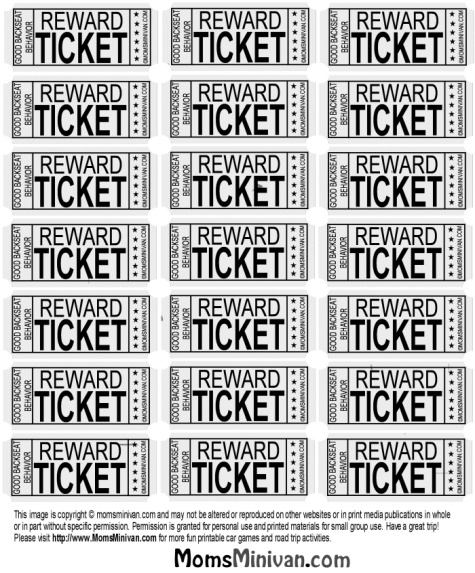 GOOD BACKSEAT
BEHAVIOR
REWARD
TICKET
©MOMSMINIVAN.COM
GOOD BACKSEAT
BEHAVIOR
REWARD
TICKET
©MOMSMINIVAN.COM
GOOD BACKSEAT
BEHAVIOR
REWARD
TICKET
©MOMSMINIVAN.COM
GOOD BACKSEAT
BEHAVIOR
REWARD
TICKET
©MOMSMINIVAN.COM
GOOD BACKSEAT
BEHAVIOR
REWARD
TICKET
©MOMSMINIVAN.COM
GOOD BACKSEAT
BEHAVIOR
REWARD
TICKET
©MOMSMINIVAN.COM
GOOD BACKSEAT
BEHAVIOR
REWARD
TICKET
©MOMSMINIVAN.COM
GOOD BACKSEAT
BEHAVIOR
REWARD
TICKET
©MOMSMINIVAN.COM
GOOD BACKSEAT
BEHAVIOR
REWARD
TICKET
©MOMSMINIVAN.COM
GOOD BACKSEAT
BEHAVIOR
REWARD
TICKET
©MOMSMINIVAN.COM
GOOD BACKSEAT
BEHAVIOR
REWARD
TICKET
©MOMSMINIVAN.COM
GOOD BACKSEAT
BEHAVIOR
REWARD
TICKET
©MOMSMINIVAN.COM
GOOD BACKSEAT
BEHAVIOR
REWARD
TICKET
©MOMSMINIVAN.COM
GOOD BACKSEAT
BEHAVIOR
REWARD
TICKET
©MOMSMINIVAN.COM
GOOD BACKSEAT
BEHAVIOR
REWARD
TICKET
©MOMSMINIVAN.COM
GOOD BACKSEAT
BEHAVIOR
REWARD
TICKET
©MOMSMINIVAN.COM
GOOD BACKSEAT
BEHAVIOR
REWARD
TICKET
©MOMSMINIVAN.COM
GOOD BACKSEAT
BEHAVIOR
REWARD
TICKET
©MOMSMINIVAN.COM
GOOD BACKSEAT
BEHAVIOR
REWARD
TICKET
©MOMSMINIVAN.COM
GOOD BACKSEAT
BEHAVIOR
REWARD
TICKET
©MOMSMINIVAN.COM
GOOD BACKSEAT
BEHAVIOR
REWARD
TICKET
©MOMSMINIVAN.COM
This image is copyright © momsminivan.com and may not be altered or reproduced on other websites or in print media publications in whole
or in part without specific permission. Permission is granted for personal use and printed materials for small group use. Have a great trip!
Please visit http://www.MomsMinivan.com for more fun printable car games and road trip activities.
MomsMinivan.com